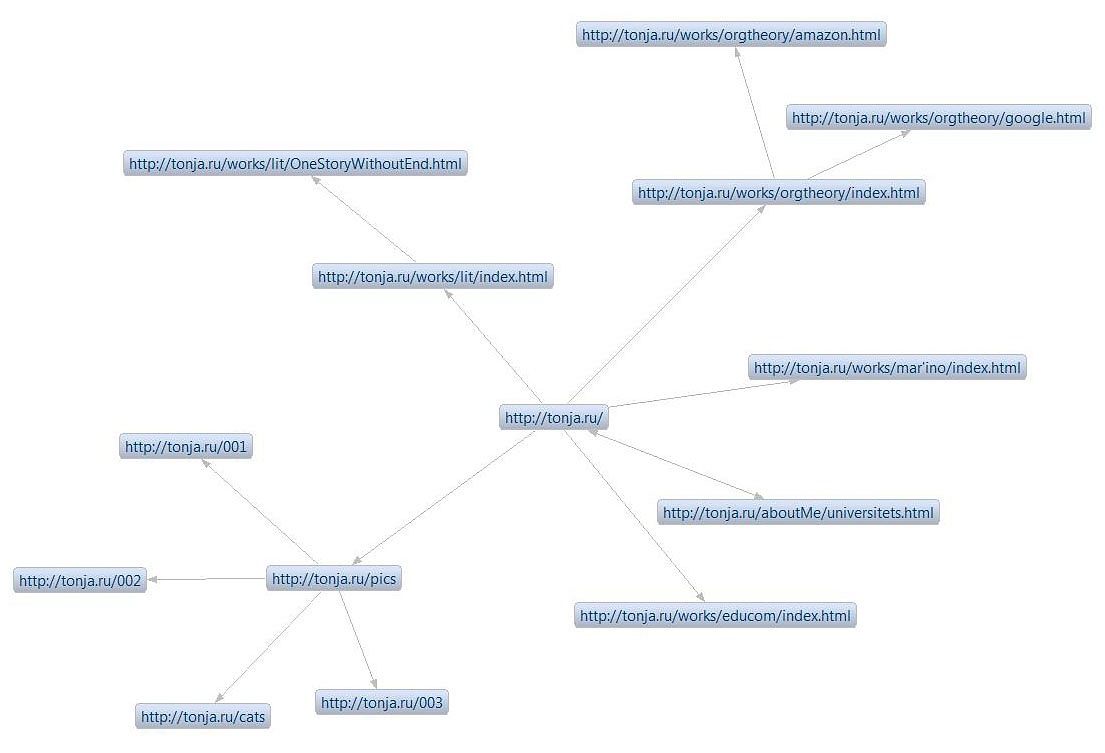 http://tonja.ru/works/orgtheory/amazon.html
http://tonja.ru/works/orgtheory/google.html
http://tonja.ru/works/lit/OneStoryWithoutEnd.html
http://tonja.ru/works/orgtheory/index.html
http://tonja.ru/works/lit/index.html
http://tonja.ru/works/mar'ino/index.html
http://tonja.ru/
http://tonja.ru/001
http://tonja.ru/aboutMe/universitets.html
http://tonja.ru/002
http://tonja.ru/pics
http://tonja.ru/works/educom/index.html
http://tonja.ru/003
http://tonja.ru/cats